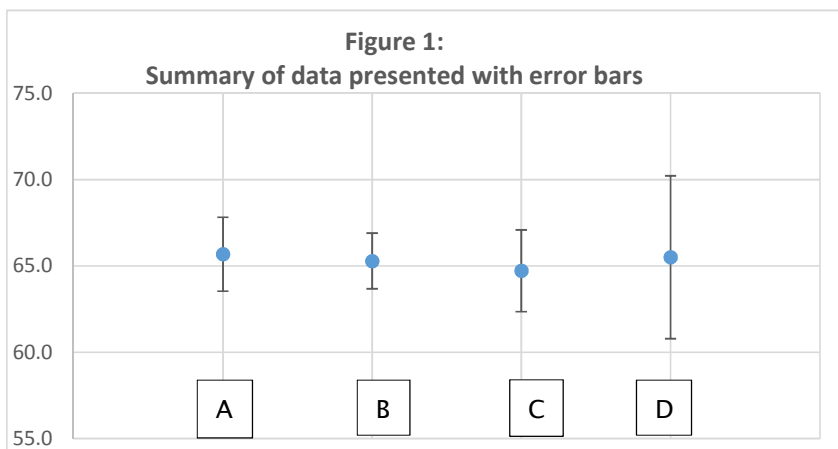 Figure 1:
Summary of data presented with error bars
75.0
70.0
65.0
60.0
55.0
A B C D